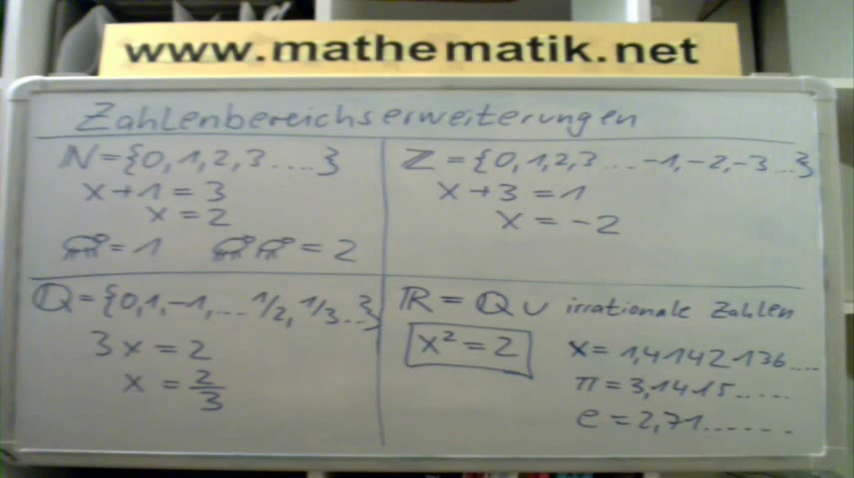 www.mathematik.net
Zahlenbereichserweiterungen
ℕ={0,1,2,3....}
x+1=3
x=2
=1 =2
ℤ={0,1,2,3...-1,-2,-3...}
x+3=1
x=-2
ℚ={0,1,-1,...1/2,1/3...}
3x=2
x=2/3
ℝ=ℚ∪ irrationale Zahlen
x²=2
x=1,4142136....
π=3,1415.....
e=2,71.......